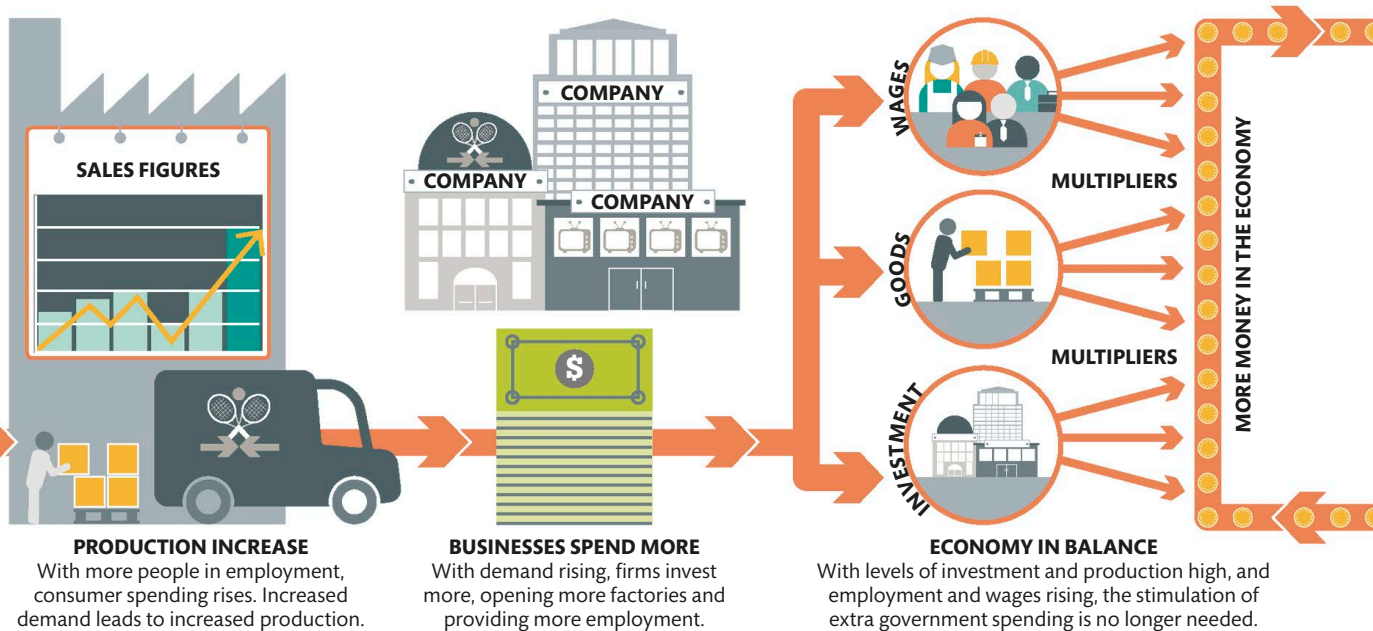 SALES FIGURES
COMPANY
COMPANY
COMPANY
$
WAGES
GOODS
INVESTMENT
MULTIPLIERS
MULTIPLIERS
MORE MONEY IN THE ECONOMY
PRODUCTION INCREASE
With more people in employment,
consumer spending rises. Increased
demand leads to increased production.
BUSINESSES SPEND MORE
With demand rising, firms invest
more, opening more factories and
providing more employment.
ECONOMY IN BALANCE
With levels of investment and production high, and
employment and wages rising, the stimulation of
extra government spending is no longer needed.